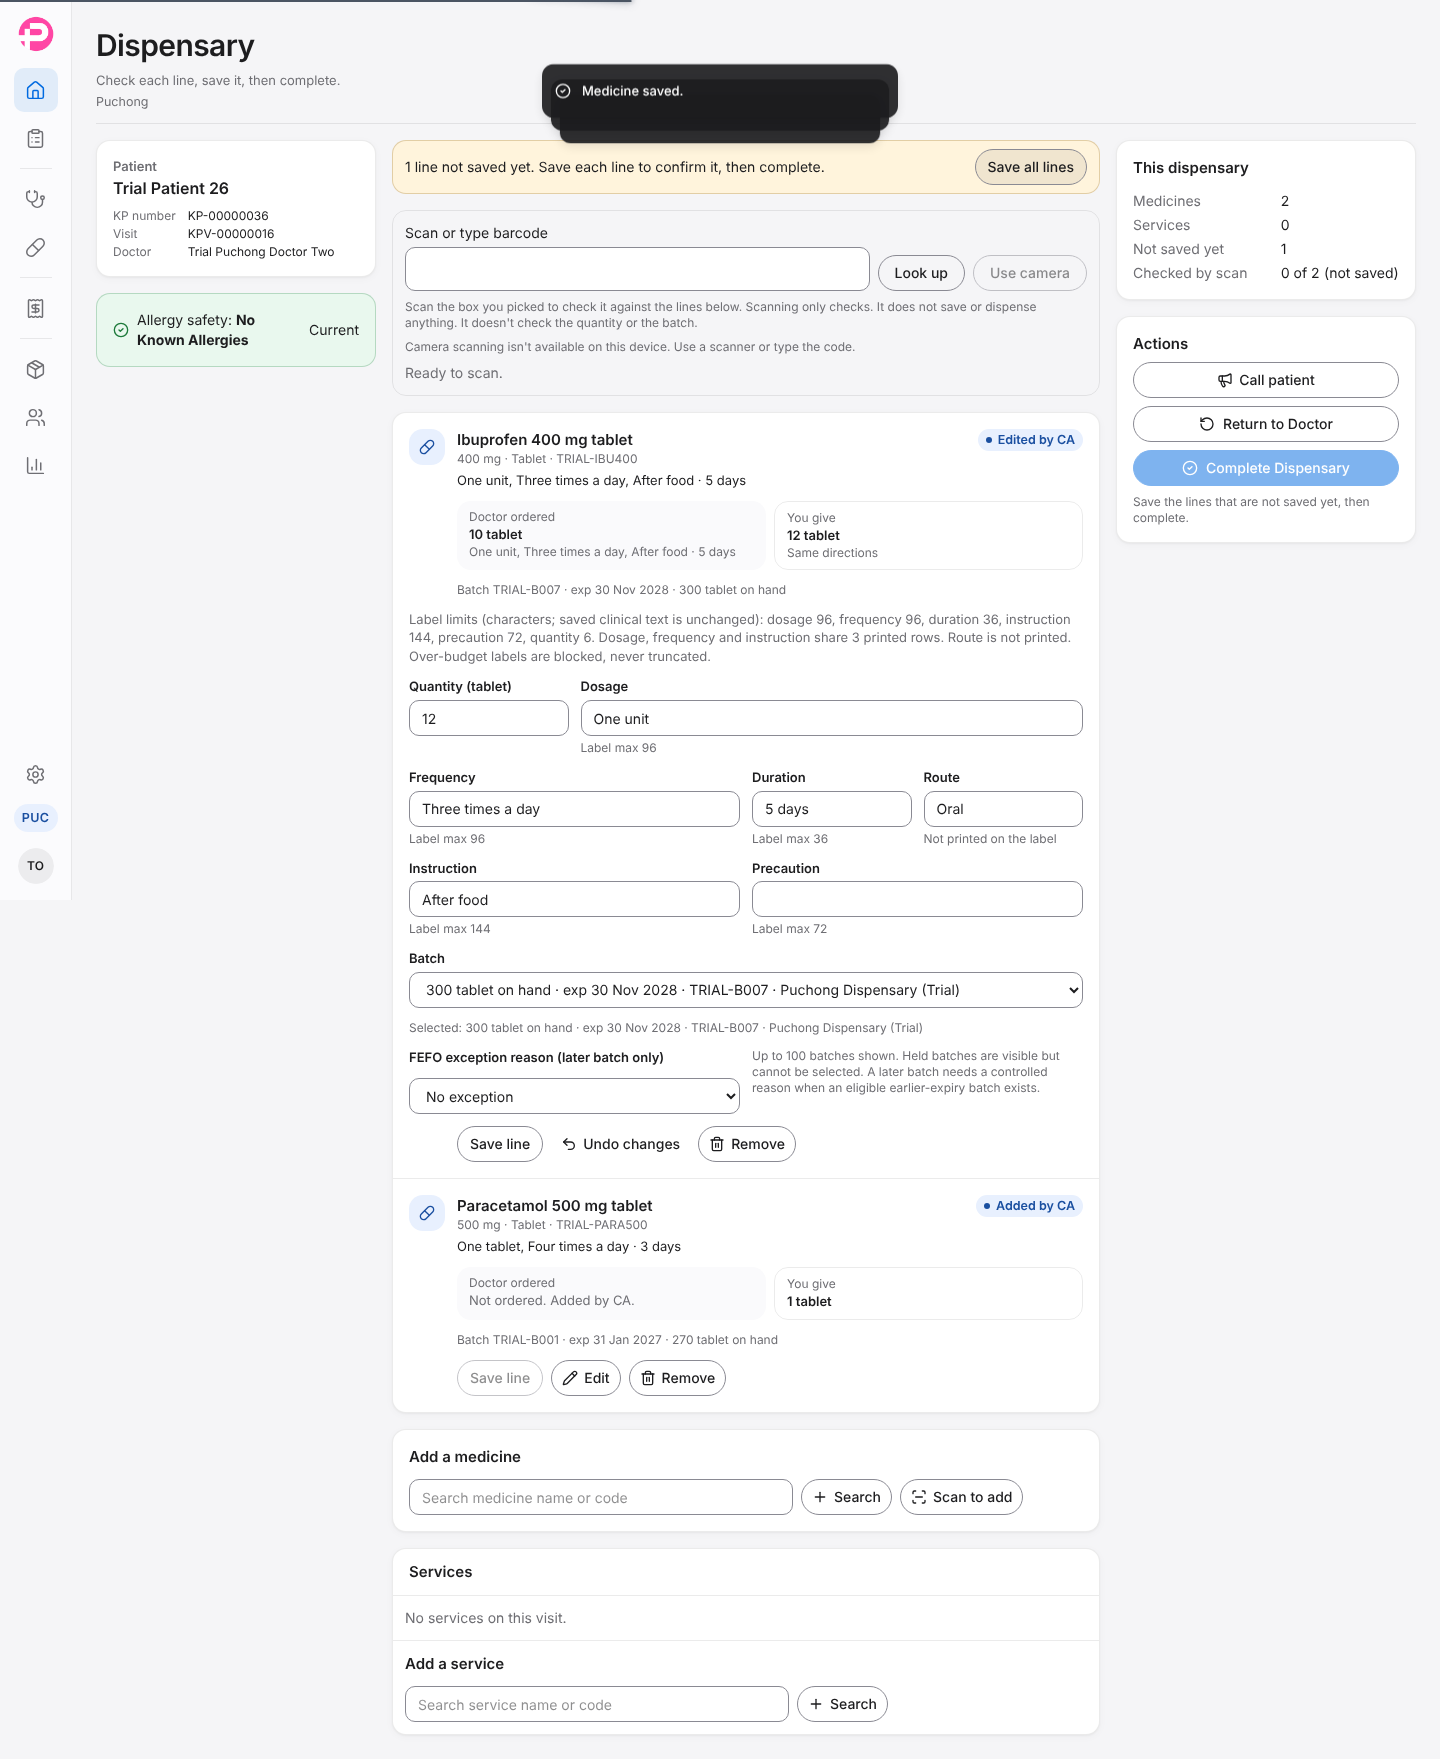 Dispensary
Check each line, save it, then complete.
Puchong
Medicine saved.
Patient
Trial Patient 26
KP number KP-00000036
Visit KPV-00000016
Doctor Trial Puchong Doctor Two
Allergy safety: No
Known Allergies
Current
PUC
TO
1 line not saved yet. Save each line to confirm it, then complete.
Save all lines
Scan or type barcode
Look up
Use camera
Scan the box you picked to check it against the lines below. Scanning only checks. It does not save or dispense
anything. It doesn't check the quantity or the batch.
Camera scanning isn't available on this device. Use a scanner or type the code.
Ready to scan.
Ibuprofen 400 mg tablet
Edited by CA
400 mg · Tablet · TRIAL-IBU400
One unit, Three times a day, After food · 5 days
Doctor ordered
10 tablet
One unit, Three times a day, After food · 5 days
You give
12 tablet
Same directions
Batch TRIAL-B007 · exp 30 Nov 2028 · 300 tablet on hand
Label limits (characters; saved clinical text is unchanged): dosage 96, frequency 96, duration 36, instruction
144, precaution 72, quantity 6. Dosage, frequency and instruction share 3 printed rows. Route is not printed.
Over-budget labels are blocked, never truncated.
Quantity (tablet)
12
Dosage
One unit
Label max 96
Frequency
Three times a day
Label max 96
Duration
5 days
Label max 36
Route
Oral
Not printed on the label
Instruction
After food
Label max 144
Precaution
Label max 72
Batch
300 tablet on hand · exp 30 Nov 2028 · TRIAL-B007 · Puchong Dispensary (Trial)
Selected: 300 tablet on hand · exp 30 Nov 2028 · TRIAL-B007 · Puchong Dispensary (Trial)
FEFO exception reason (later batch only)
No exception
Up to 100 batches shown. Held batches are visible but
cannot be selected. A later batch needs a controlled
reason when an eligible earlier-expiry batch exists.
Save line
Undo changes
Remove
Paracetamol 500 mg tablet
Added by CA
500 mg · Tablet · TRIAL-PARA500
One tablet, Four times a day · 3 days
Doctor ordered
Not ordered. Added by CA.
You give
1 tablet
Batch TRIAL-B001 · exp 31 Jan 2027 · 270 tablet on hand
Save line
Edit
Remove
Add a medicine
Search medicine name or code
Search
Scan to add
Services
No services on this visit.
Add a service
Search service name or code
Search
This dispensary
Medicines 2
Services 0
Not saved yet 1
Checked by scan 0 of 2 (not saved)
Actions
Call patient
Return to Doctor
Complete Dispensary
Save the lines that are not saved yet, then
complete.